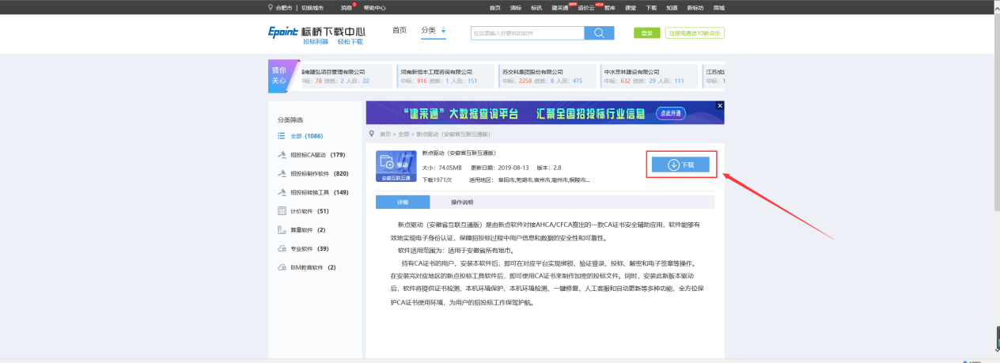 合肥市 | 切换城市 消息 0 帮助中心 首页 清标 标讯 建采通 HOT 造价云 NEW 智库 课堂 下载 知道 新标坊 商城
Epoint 标桥下载中心
投标利器 轻松下载
首页 分类
在这里输入你要找的软件
登录 注册免费送10新点币
猜你
关心
南建弘项目管理有限公司
中标: 78 资质: 2 人员: 22
河南新恒丰工程咨询有限公司
中标: 916 资质: 1 人员: 151
苏交科集团股份有限公司
中标: 2258 资质: 8 人员: 475
中水京林建设有限公司
中标: 632 资质: 29 人员: 111
江苏成
中标: 1
“建采通”大数据查询平台 汇聚全国招投标行业信息 点此开通
首页 > 全部 > 新点驱动（安徽省互联互通版）
分类筛选
全部 (1086)
招投标CA驱动 (179)
招投标制作软件 (820)
招投标转换工具 (149)
计价软件 (51)
算量软件 (2)
专业软件 (39)
BIM教育软件 (2)
驱动
安徽互联互通
新点驱动（安徽省互联互通版）
大小: 74.05MB 更新日期: 2019-08-13 版本: 2.8
下载1971次 适用地区: 阜阳市,芜湖市,宿州市,亳州市,铜陵市...
下载
详情 操作说明
新点驱动（安徽省互联互通版）是由新点软件对接AHCA/CFCA推出的一款CA证书安全辅助应用，软件能够有
效地实现电子身份认证，保障招投标过程中用户信息和数据的安全性和可靠性。
软件适用范围为：适用于安徽省所有地市。
持有CA证书的用户，安装本软件后，即可在对应平台实现绑锁、验证登录、投标、解密和电子签章等操作。
在安装完对应地区的新点投标工具软件后，即可使用CA证书来制作加密的投标文件。同时，安装此新版本驱动
后，软件将提供证书检测、本机环境保护、本机环境检测、一键修复、人工客服和自动更新等多种功能，全方位保
护CA证书使用环境，为用户的招投标工作保驾护航。